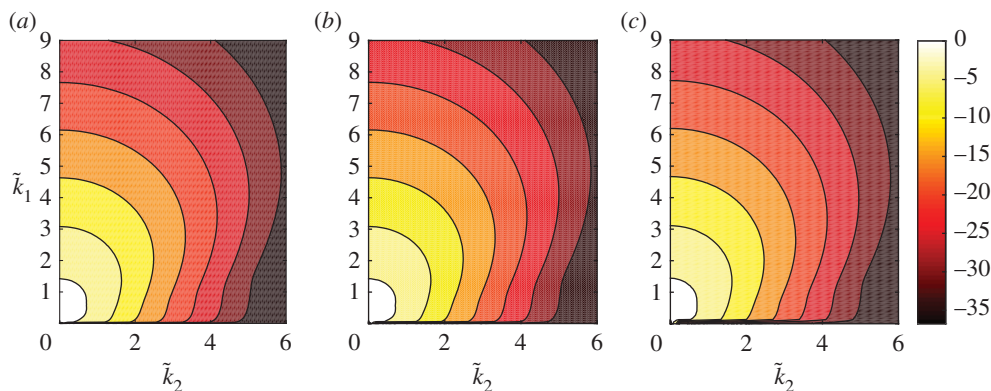 (a) (b) (c)
9 9 9 0
8 8 8 –5
7 7 7 –10
6 6 6 –15
5 5 5
k̃1 4 4 4 –20
3 3 3 –25
2 2 2 –30
1 1 1 –35
0 2 4 6 0 2 4 6 0 2 4 6
k̃2 k̃2 k̃2